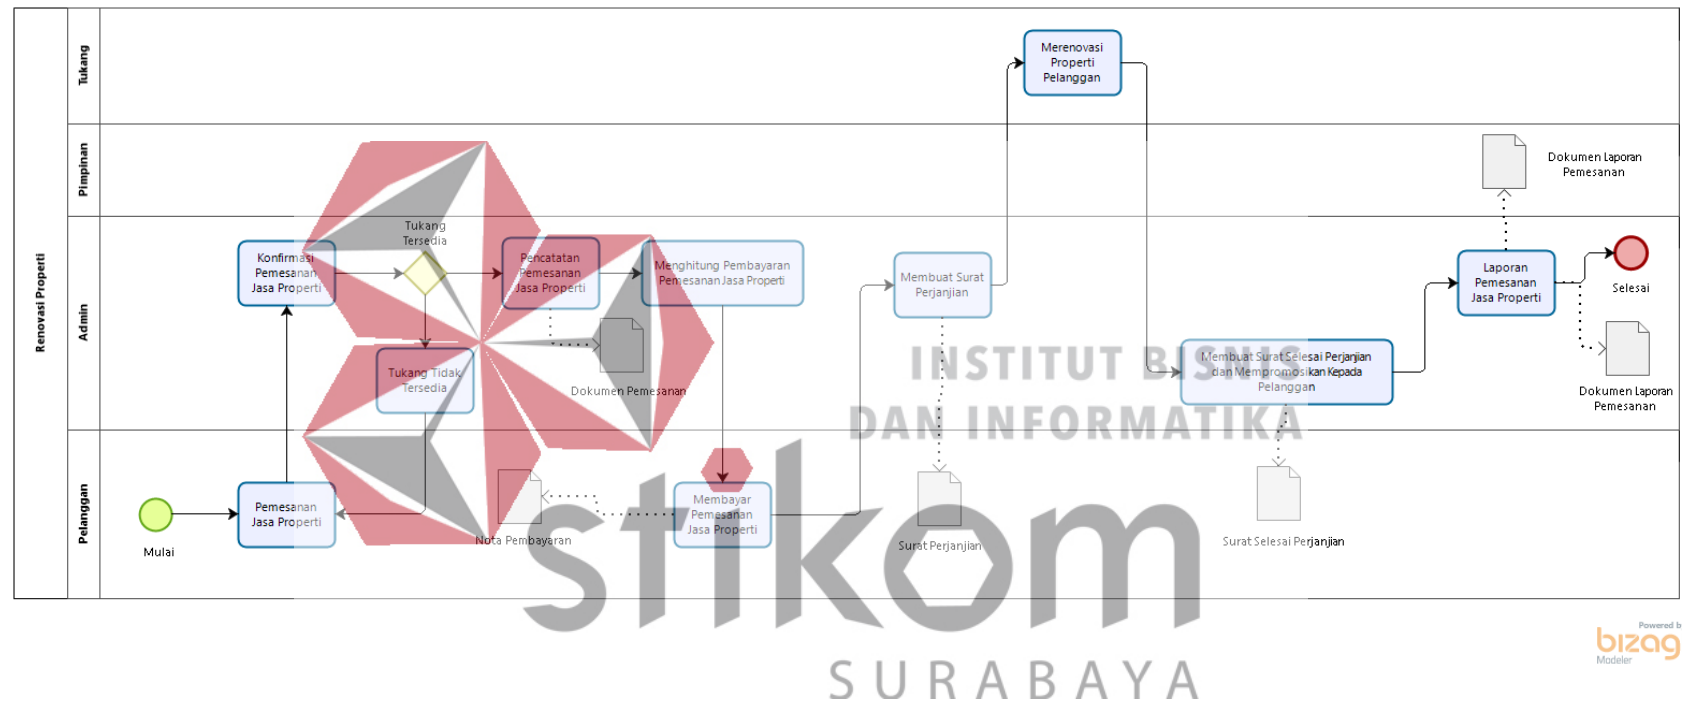 Renovasi Properti
Tukang
Merenovasi
Properti
Pelanggan
Pimpinan
Dokumen Laporan
Pemesanan
Admin
Konfirmasi
Pemesanan
Jasa Properti
Tukang
Tersedia
Pencatatan
Pemesanan
Jasa Properti
Menghitung Pembayaran
Pemesanan Jasa Properti
Tukang Tidak
Tersedia
Dokumen Pemesanan
Membuat Surat
Perjanjian
Membuat Surat Selesai Perjanjian
dan Mempromosikan Kepada
Pelanggan
Laporan
Pemesanan
Jasa Properti
Selesai
Dokumen Laporan
Pemesanan
Pelanggan
Mulai
Pemesanan
Jasa Properti
Nota Pembayaran
Membayar
Pemesanan
Jasa Properti
Surat Perjanjian
Surat Selesai Perjanjian
INSTITUT BISNIS
DAN INFORMATIKA
stikom
SURABAYA
Powered b
bizag
Modeler